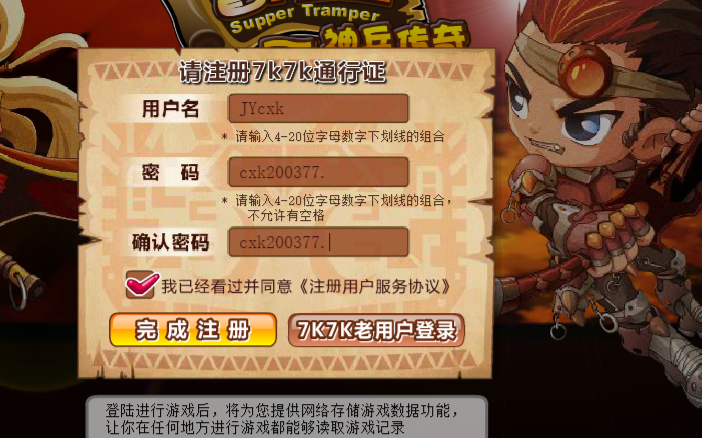 Supper Tramper
神兵传奇
请注册7k7k通行证
用户名
JYcxk
* 请输入4-20位字母数字下划线的组合
密 码
cxk200377.
* 请输入4-20位字母数字下划线的组合，
不允许有空格
确认密码
cxk200377.
我已经看过并同意《注册用户服务协议》
完成注册
7K7K老用户登录
登陆进行游戏后，将为您提供网络存储游戏数据功能，
让你在任何地方进行游戏都能够读取游戏记录